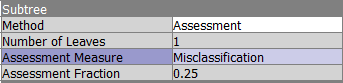 Subtree
Method Assessment
Number of Leaves 1
Assessment Measure Misclassification
Assessment Fraction 0.25